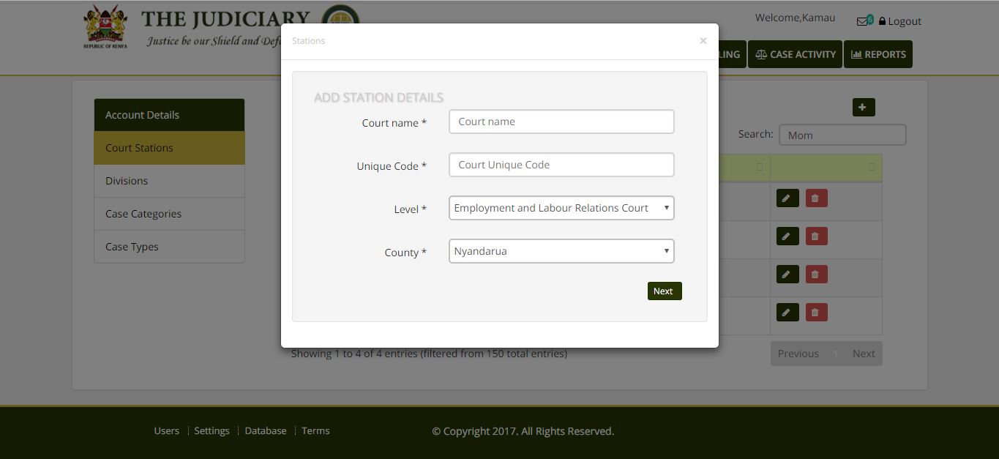 THE JUDICIARY
Justice be our Shield and Defe
REPUBLIC OF KENYA
Welcome,Kamau
6
Logout
LING
CASE ACTIVITY
REPORTS
Stations
×
ADD STATION DETAILS
Court name *
Court name
Unique Code *
Court Unique Code
Level *
Employment and Labour Relations Court
County *
Nyandarua
Next
Account Details
Court Stations
Divisions
Case Categories
Case Types
Search:
Mom
Showing 1 to 4 of 4 entries (filtered from 150 total entries)
Previous 1 Next
Users Settings Database Terms
© Copyright 2017. All Rights Reserved.